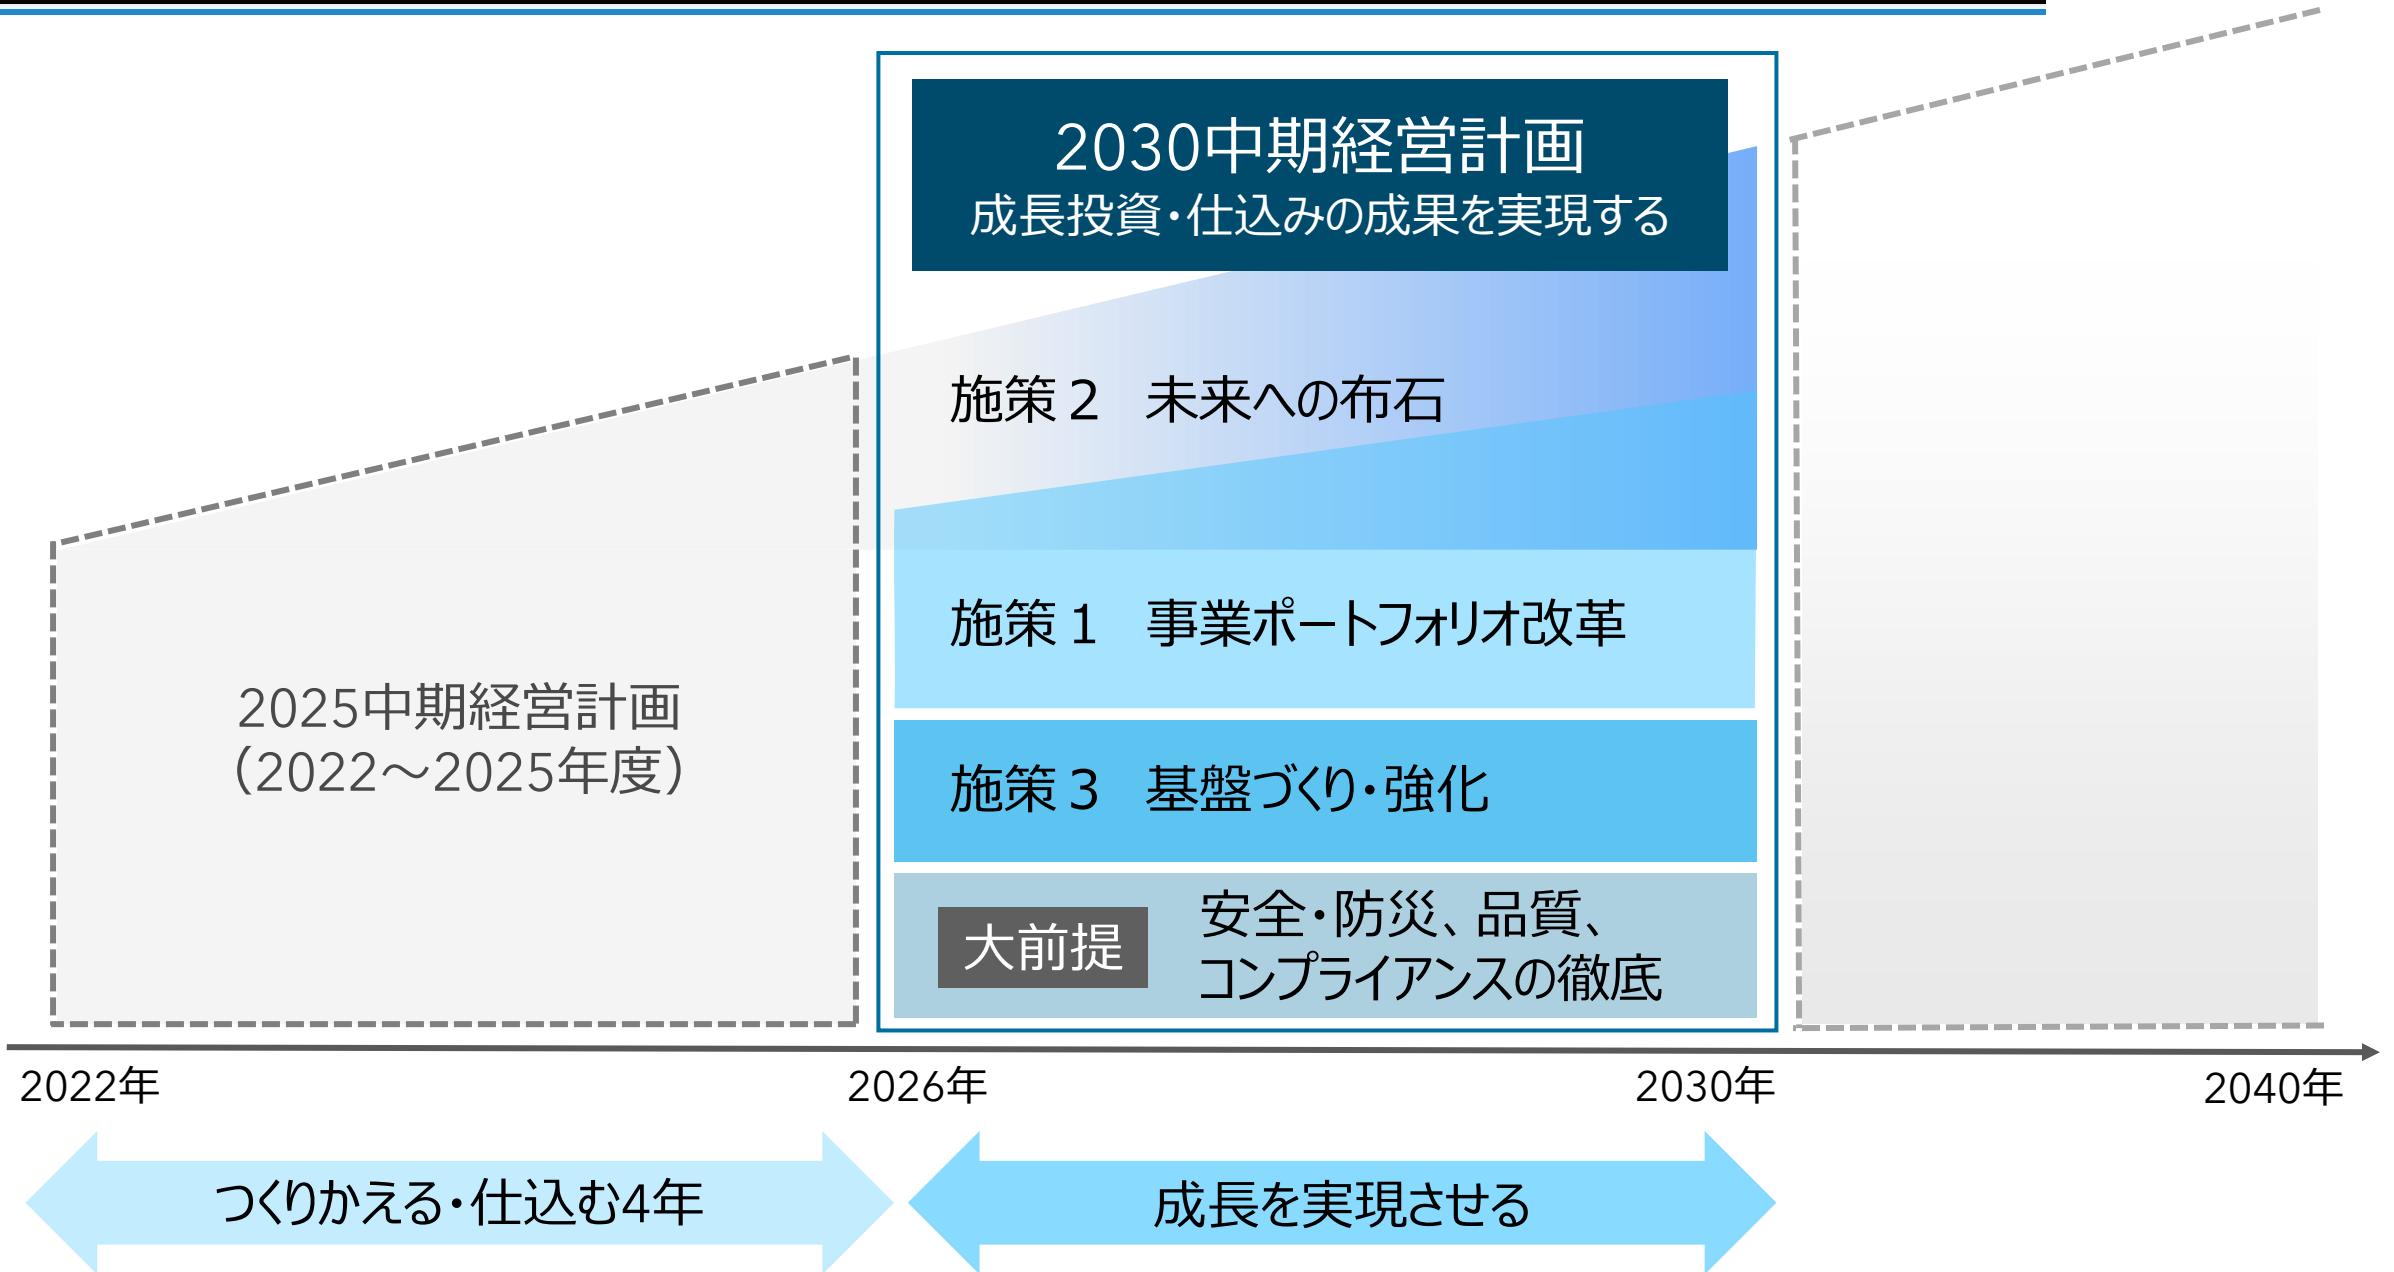 2030中期経営計画
成長投資・仕込みの成果を実現する
施策2　未来への布石
施策1　事業ポートフォリオ改革
2025中期経営計画
（2022～2025年度）
施策3　基盤づくり・強化
大前提
安全・防災、品質、
コンプライアンスの徹底
2022年
2026年
2030年
2040年
つくりかえる・仕込む4年
成長を実現させる